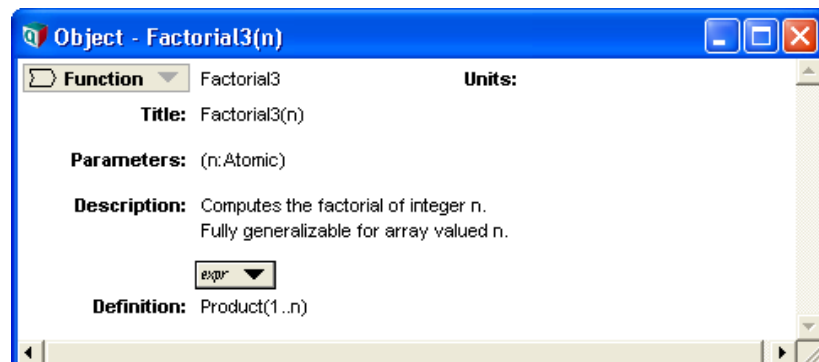 Object - Factorial3(n)
Function Factorial3 Units:
Title: Factorial3(n)
Parameters: (n:Atomic)
Description: Computes the factorial of integer n.
Fully generalizable for array valued n.
expr
Definition: Product(1..n)